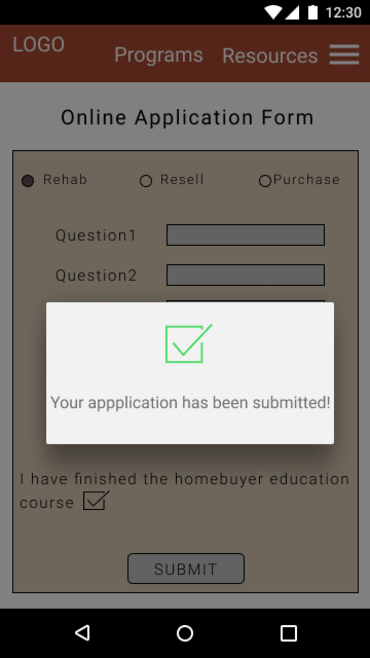 12:30
LOGO
Programs Resources
Online Application Form
Rehab Resell Purchase
Question1
Question2
Your appplication has been submitted!
I have finished the homebuyer education
course
SUBMIT